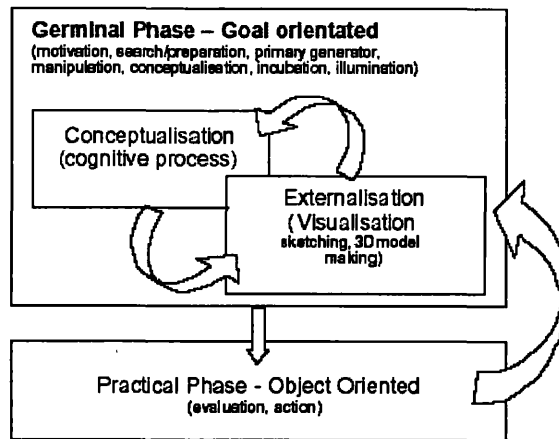 Germinal Phase – Goal orientated
(motivation, search/preparation, primary generator,
manipulation, conceptualisation, incubation, illumination)
Conceptualisation
(cognitive process)
Externalisation
(Visualisation
sketching, 3D model
making)
Practical Phase - Object Oriented
(evaluation, action)